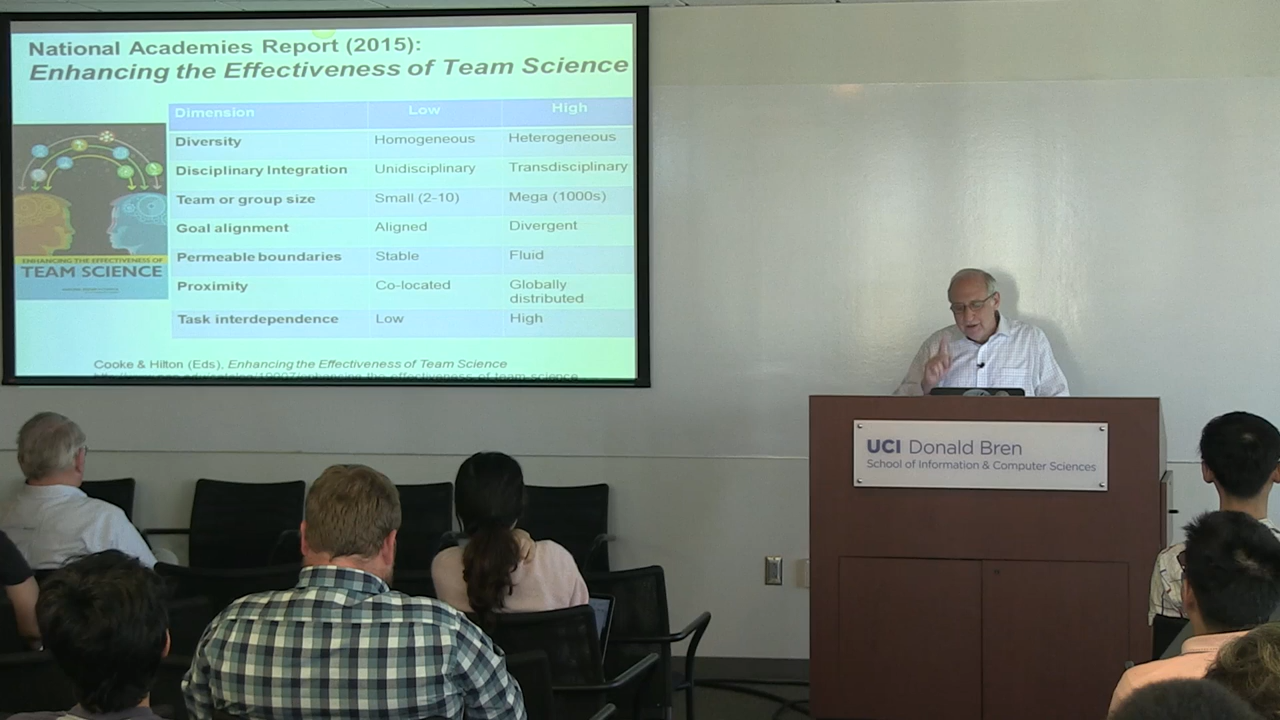 National Academies Report (2015):
Enhancing the Effectiveness of Team Science
Dimension Low High
Diversity Homogeneous Heterogeneous
Disciplinary Integration Unidisciplinary Transdisciplinary
Team or group size Small (2-10) Mega (1000s)
Goal alignment Aligned Divergent
Permeable boundaries Stable Fluid
Proximity Co-located Globally
distributed
Task interdependence Low High
ENHANCING THE EFFECTIVENESS OF
TEAM SCIENCE
Cooke & Hilton (Eds), Enhancing the Effectiveness of Team Science
UCI Donald Bren
School of Information & Computer Sciences